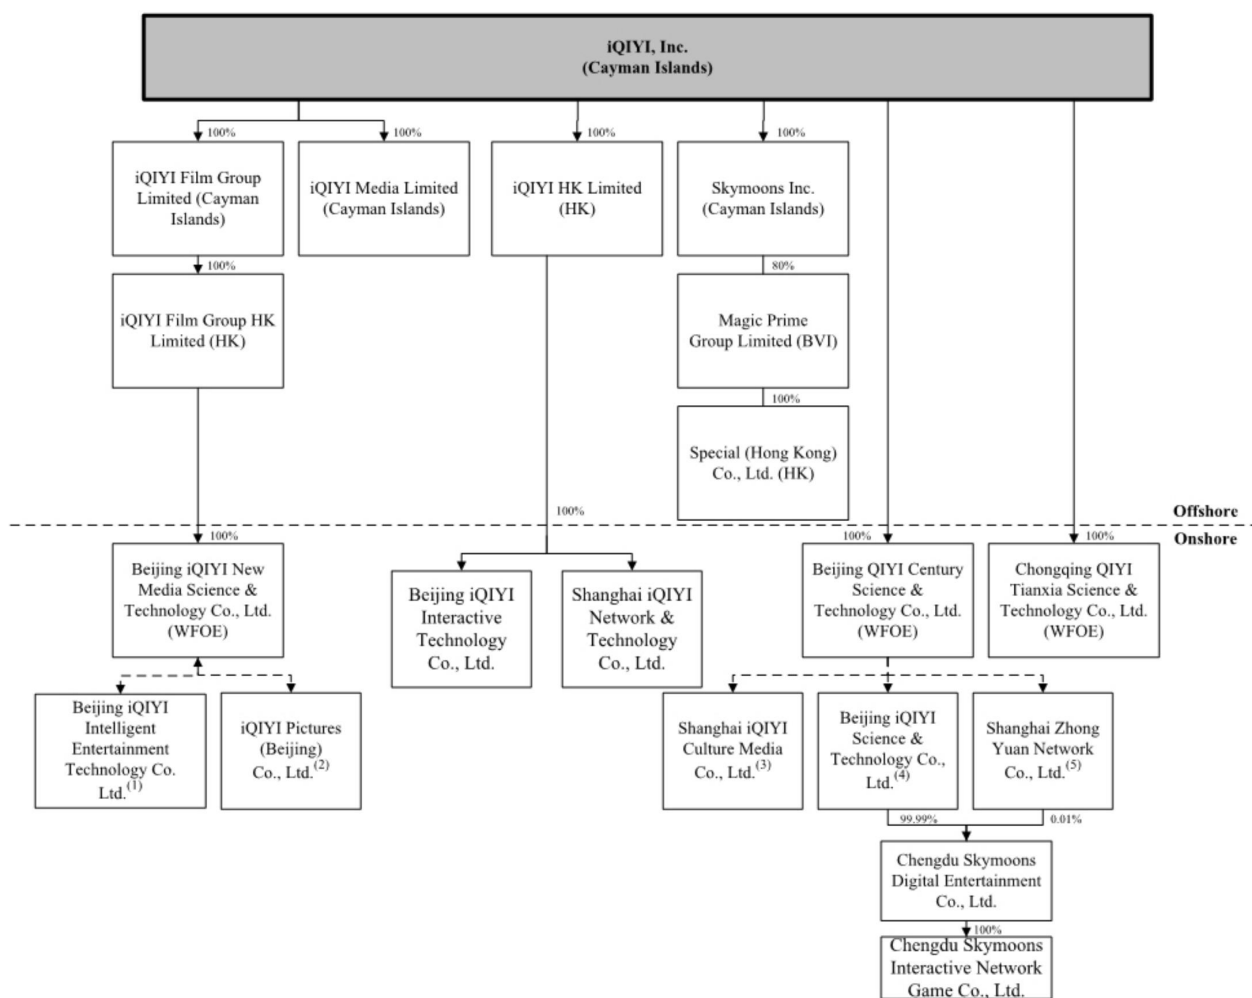 iQIYI, Inc.
(Cayman Islands)
100%
100%
100%
100%
iQIYI Film Group
Limited (Cayman
Islands)
iQIYI Media Limited
(Cayman Islands)
iQIYI HK Limited
(HK)
Skymoons Inc.
(Cayman Islands)
100%
80%
iQIYI Film Group HK
Limited (HK)
Magic Prime
Group Limited (BVI)
100%
Special (Hong Kong)
Co., Ltd. (HK)
100%
Offshore
Onshore
100%
100%
100%
Beijing iQIYI New
Media Science &
Technology Co., Ltd.
(WFOE)
Beijing iQIYI
Interactive
Technology
Co., Ltd.
Shanghai iQIYI
Network &
Technology
Co., Ltd.
Beijing QIYI Century
Science &
Technology Co., Ltd.
(WFOE)
Chongqing QIYI
Tianxia Science &
Technology Co., Ltd.
(WFOE)
Beijing iQIYI
Intelligent
Entertainment
Technology Co.
Ltd.(1)
iQIYI Pictures
(Beijing)
Co., Ltd.(2)
Shanghai iQIYI
Culture Media
Co., Ltd.(3)
Beijing iQIYI
Science &
Technology Co.,
Ltd.(4)
Shanghai Zhong
Yuan Network
Co., Ltd.(5)
99.99%
0.01%
Chengdu Skymoons
Digital Entertainment
Co., Ltd.
100%
Chengdu Skymoons
Interactive Network
Game Co., Ltd.